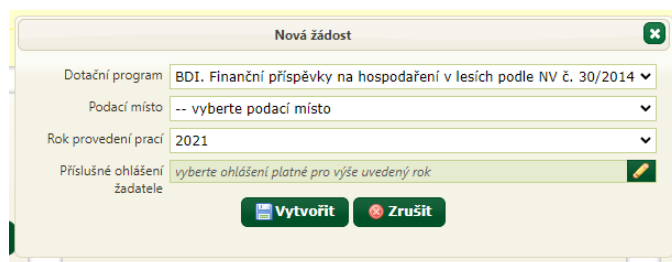 Nová žádost
Dotační program BDI. Finanční příspěvky na hospodaření v lesích podle NV č. 30/2014
Podací místo -- vyberte podací místo
Rok provedení prací 2021
Příslušné ohlášení žadatele vyberte ohlášení platné pro výše uvedený rok
Vytvořit Zrušit